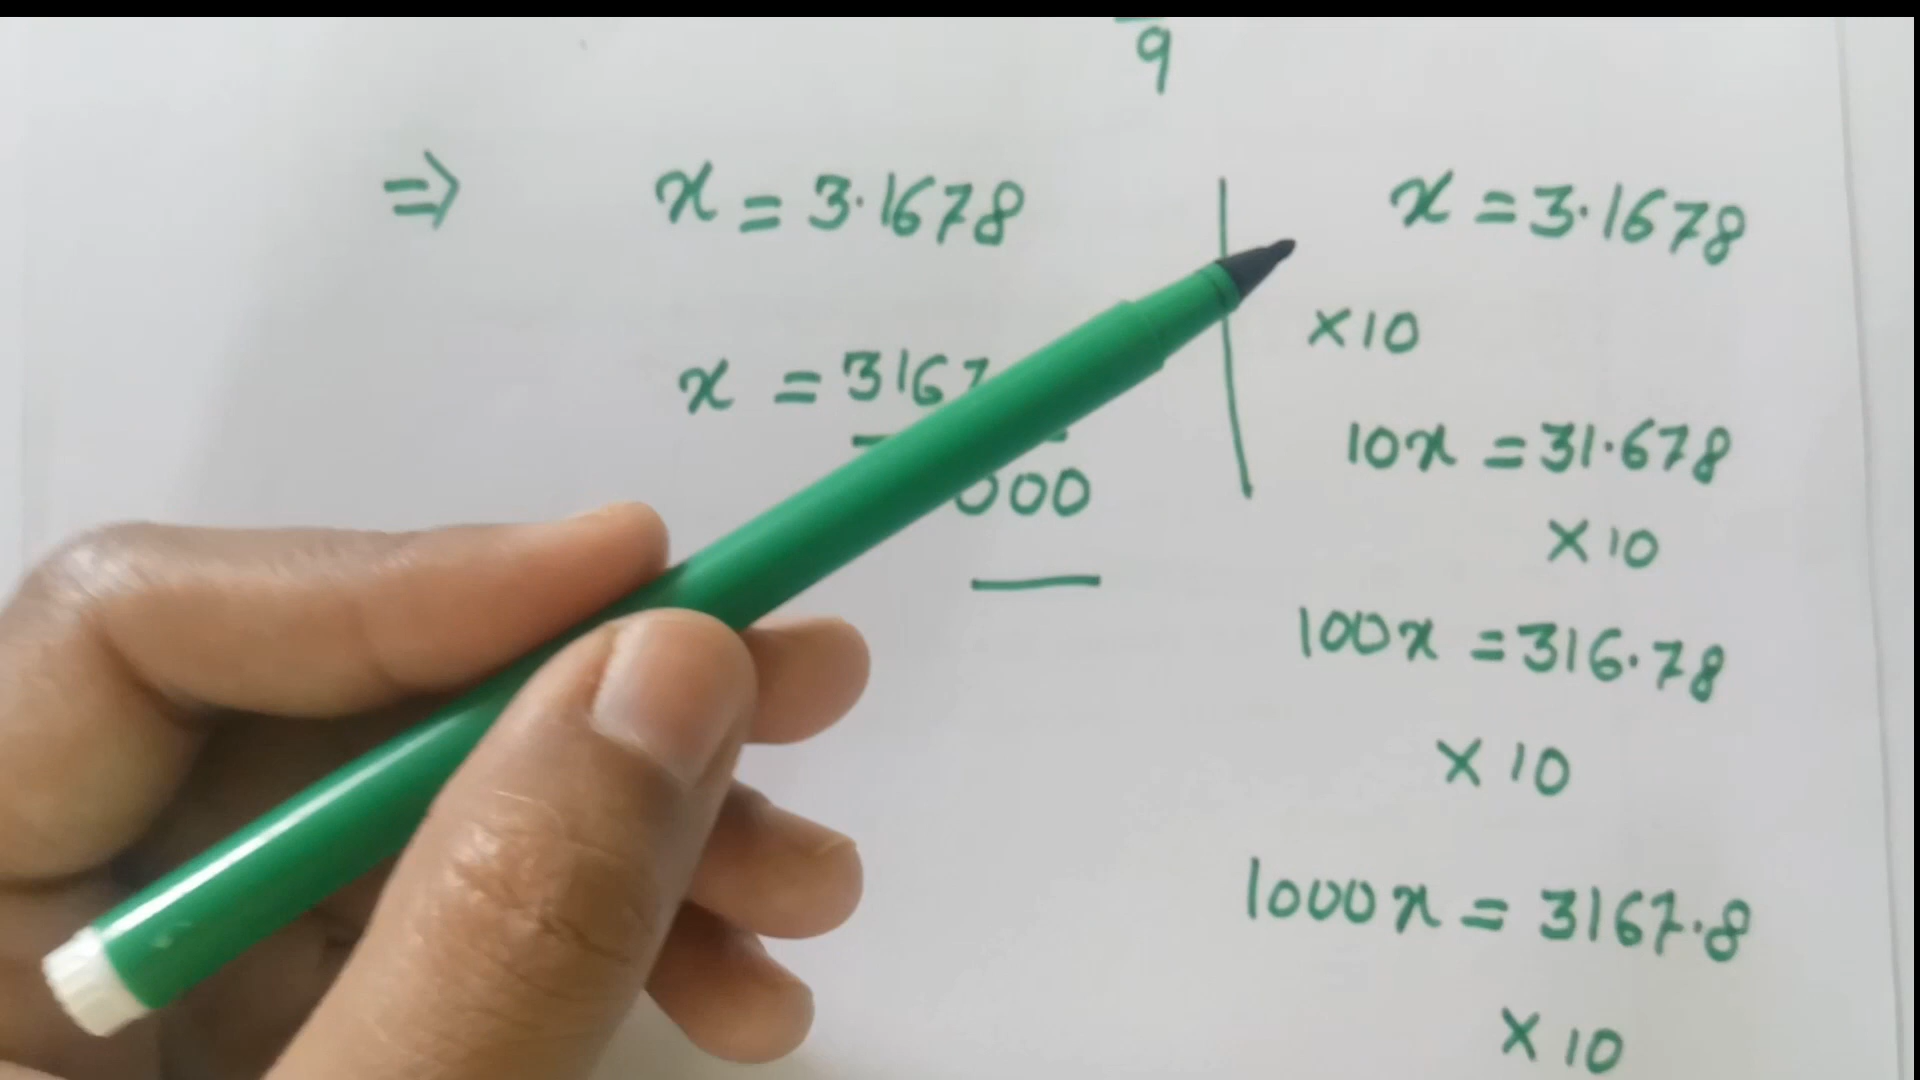 9
⇒ x = 3.1678
x = 3167
000
x = 3.1678
×10
10x = 31.678
×10
100x = 316.78
×10
1000x = 3167.8
×10